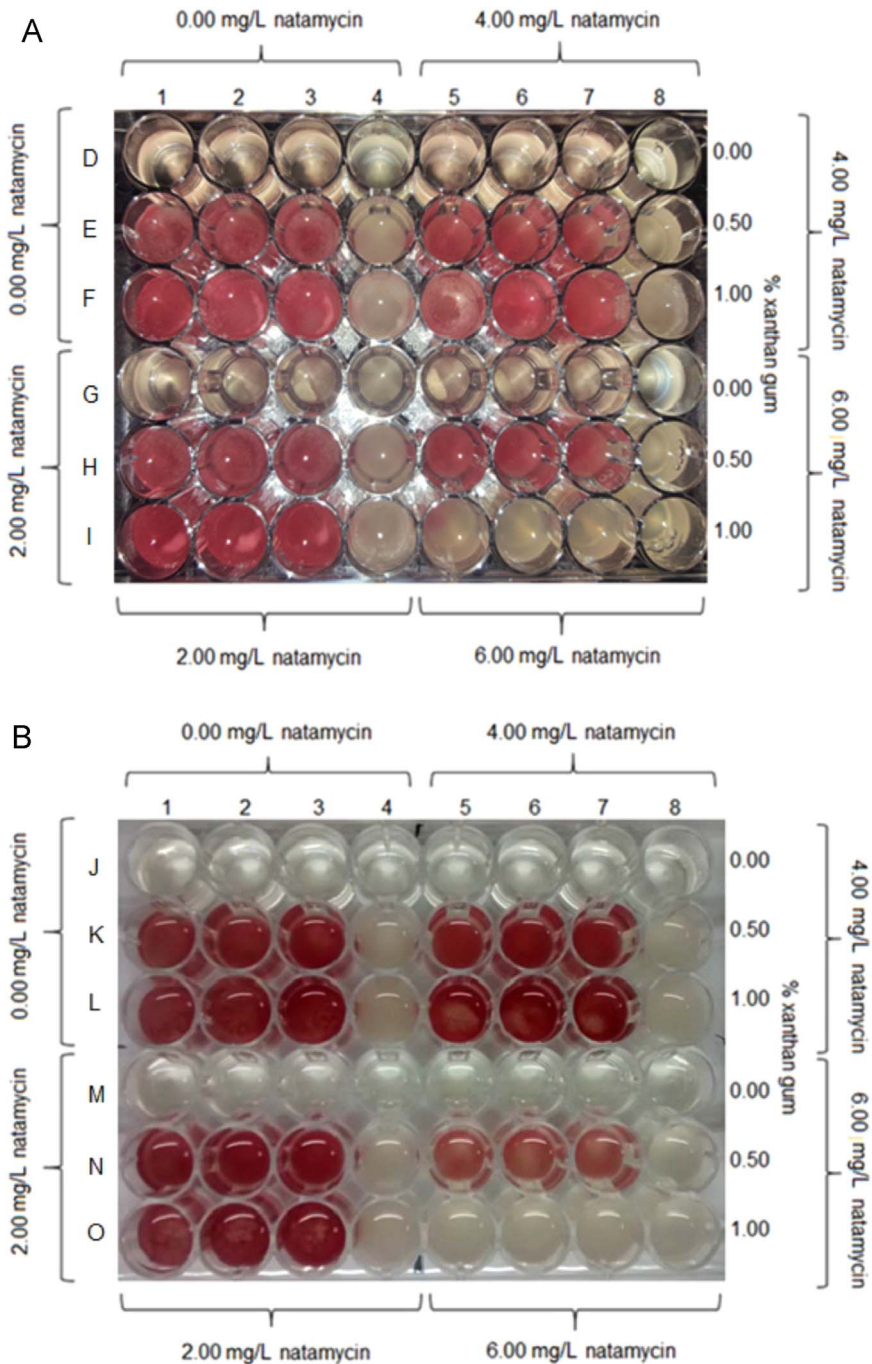 A
0.00 mg/L natamycin
4.00 mg/L natamycin
1 2 3 4 5 6 7 8
0.00 mg/L natamycin
D
0.00
4.00 mg/L natamycin
E
0.50
F
1.00
% xanthan gum
2.00 mg/L natamycin
G
0.00
6.00 mg/L natamycin
H
0.50
I
1.00
2.00 mg/L natamycin
6.00 mg/L natamycin
B
0.00 mg/L natamycin
4.00 mg/L natamycin
1 2 3 4 5 6 7 8
0.00 mg/L natamycin
J
0.00
4.00 mg/L natamycin
K
0.50
L
1.00
% xanthan gum
2.00 mg/L natamycin
M
0.00
6.00 mg/L natamycin
N
0.50
O
1.00
2.00 mg/L natamycin
6.00 mg/L natamycin